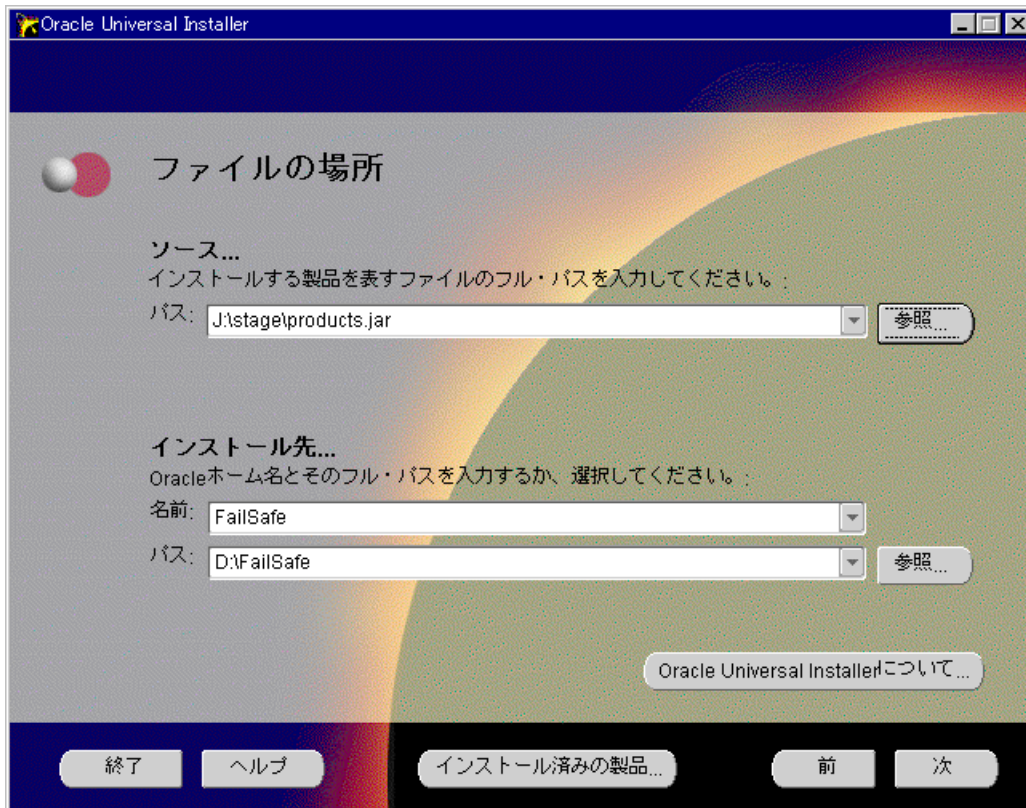 Oracle Universal Installer
ファイルの場所
ソース...
インストールする製品を表すファイルのフル・パスを入力してください。:
パス: J:\stage\products.jar 参照...
インストール先...
Oracleホーム名とそのフル・パスを入力するか、選択してください。:
名前: FailSafe
パス: D:\FailSafe 参照...
Oracle Universal Installerについて...
終了 ヘルプ インストール済みの製品... 前 次